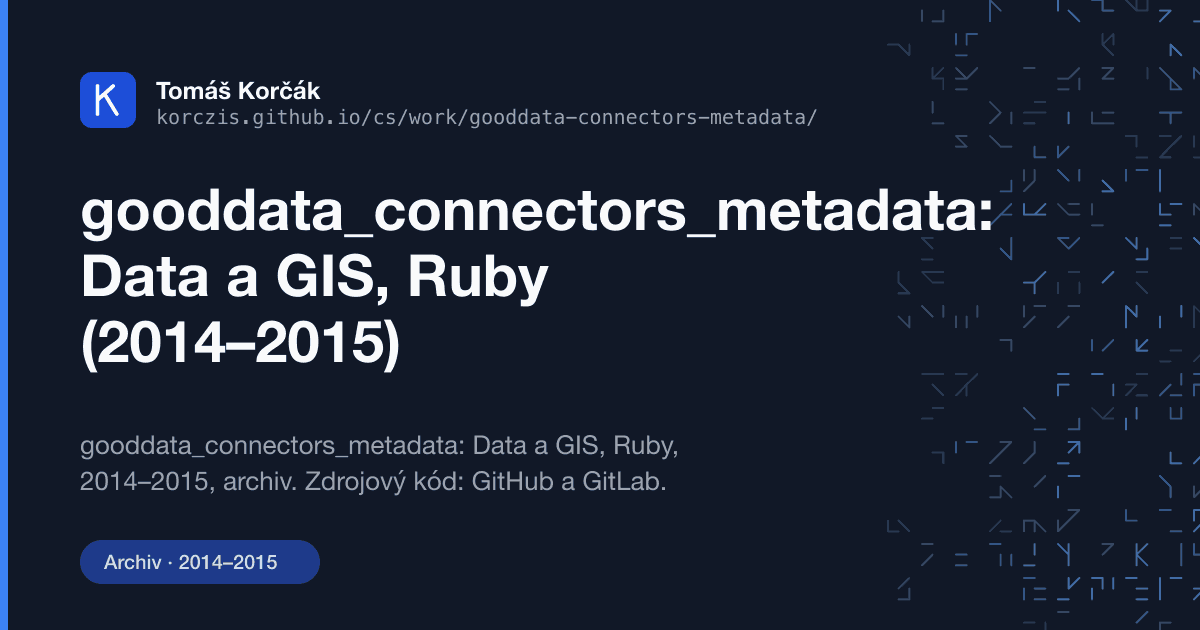 K
Tomáš Korčák
korczis.github.io/cs/work/gooddata-connectors-metadata/
gooddata_connectors_metadata:
Data a GIS, Ruby
(2014–2015)
gooddata_connectors_metadata: Data a GIS, Ruby,
2014–2015, archiv. Zdrojový kód: GitHub a GitLab.
Archiv · 2014–2015